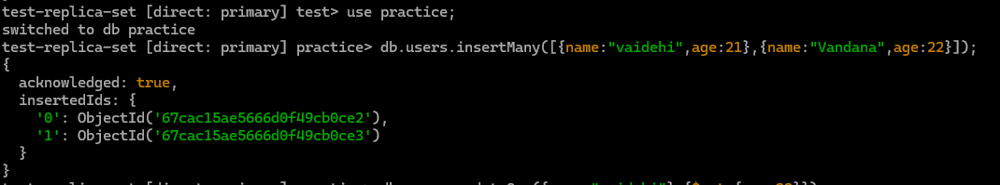 test-replica-set [direct: primary] test> use practice;
switched to db practice
test-replica-set [direct: primary] practice> db.users.insertMany([{name:"vaidehi",age:21},{name:"Vandana",age:22}]);
{
  acknowledged: true,
  insertedIds: {
    '0': ObjectId('67cac15ae5666d0f49cb0ce2'),
    '1': ObjectId('67cac15ae5666d0f49cb0ce3')
  }
}